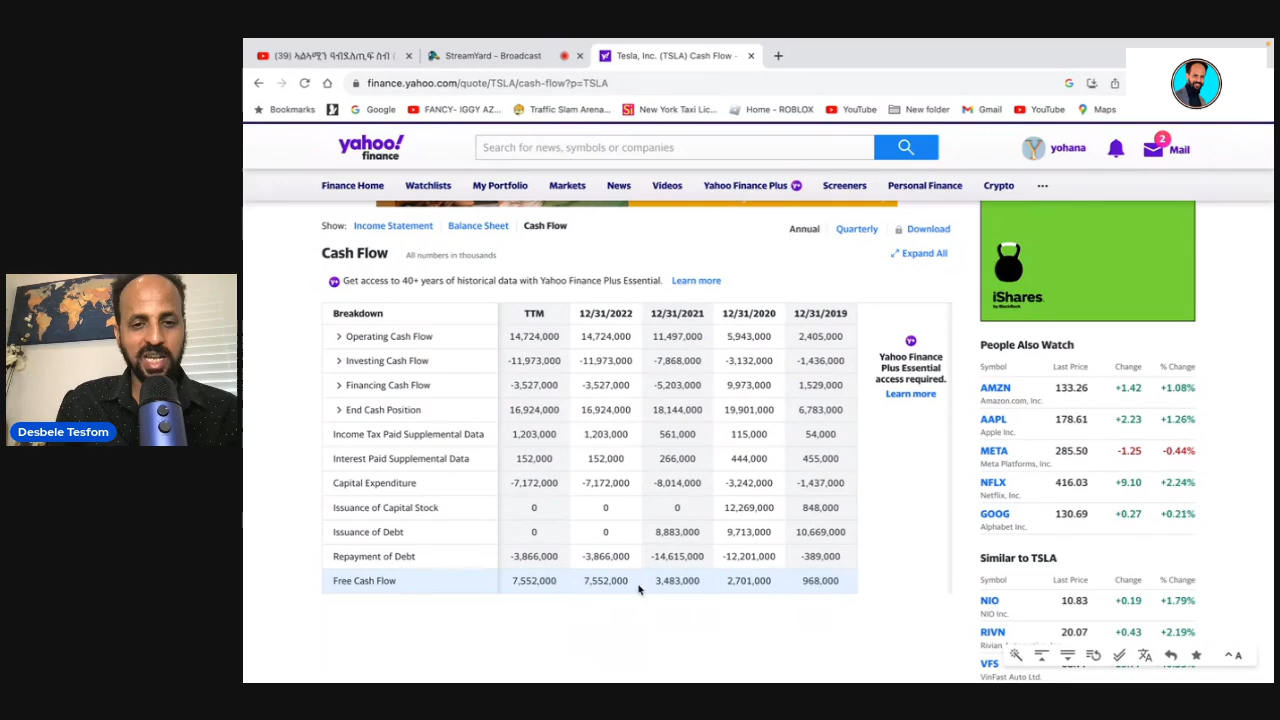 (39) ኣልኣሚን ዓብደለጢፍ ስብ (
StreamYard - Broadcast
Tesla, Inc. (TSLA) Cash Flow -
finance.yahoo.com/quote/TSLA/cash-flow?p=TSLA
Bookmarks Google FANCY- IGGY AZ... Traffic Slam Arena... New York Taxi Lic... Home - ROBLOX YouTube New folder Gmail YouTube Maps
yahoo! finance
Search for news, symbols or companies
yohana 2 Mail
Finance Home Watchlists My Portfolio Markets News Videos Yahoo Finance Plus Screeners Personal Finance Crypto ...
Show: Income Statement Balance Sheet Cash Flow Annual Quarterly Download
Cash Flow All numbers in thousands Expand All
Get access to 40+ years of historical data with Yahoo Finance Plus Essential. Learn more
Breakdown TTM 12/31/2022 12/31/2021 12/31/2020 12/31/2019
Operating Cash Flow 14,724,000 14,724,000 11,497,000 5,943,000 2,405,000
Investing Cash Flow -11,973,000 -11,973,000 -7,868,000 -3,132,000 -1,436,000
Financing Cash Flow -3,527,000 -3,527,000 -5,203,000 9,973,000 1,529,000
End Cash Position 16,924,000 16,924,000 18,144,000 19,901,000 6,783,000
Income Tax Paid Supplemental Data 1,203,000 1,203,000 561,000 115,000 54,000
Interest Paid Supplemental Data 152,000 152,000 266,000 444,000 455,000
Capital Expenditure -7,172,000 -7,172,000 -8,014,000 -3,242,000 -1,437,000
Issuance of Capital Stock 0 0 0 12,269,000 848,000
Issuance of Debt 0 0 8,883,000 9,713,000 10,669,000
Repayment of Debt -3,866,000 -3,866,000 -14,615,000 -12,201,000 -389,000
Free Cash Flow 7,552,000 7,552,000 3,483,000 2,701,000 968,000
Yahoo Finance
Plus Essential
access required.
Learn more
iShares.
by BlackRock
People Also Watch
Symbol Last Price Change % Change
AMZN 133.26 +1.42 +1.08%
Amazon.com, Inc.
AAPL 178.61 +2.23 +1.26%
Apple Inc.
META 285.50 -1.25 -0.44%
Meta Platforms, Inc.
NFLX 416.03 +9.10 +2.24%
Netflix, Inc.
GOOG 130.69 +0.27 +0.21%
Alphabet Inc.
Similar to TSLA
Symbol Last Price Change % Change
NIO 10.83 +0.19 +1.79%
NIO Inc.
RIVN 20.07 +0.43 +2.19%
Rivian
VFS
VinFast Auto Ltd.
A
Desbele Tesfom